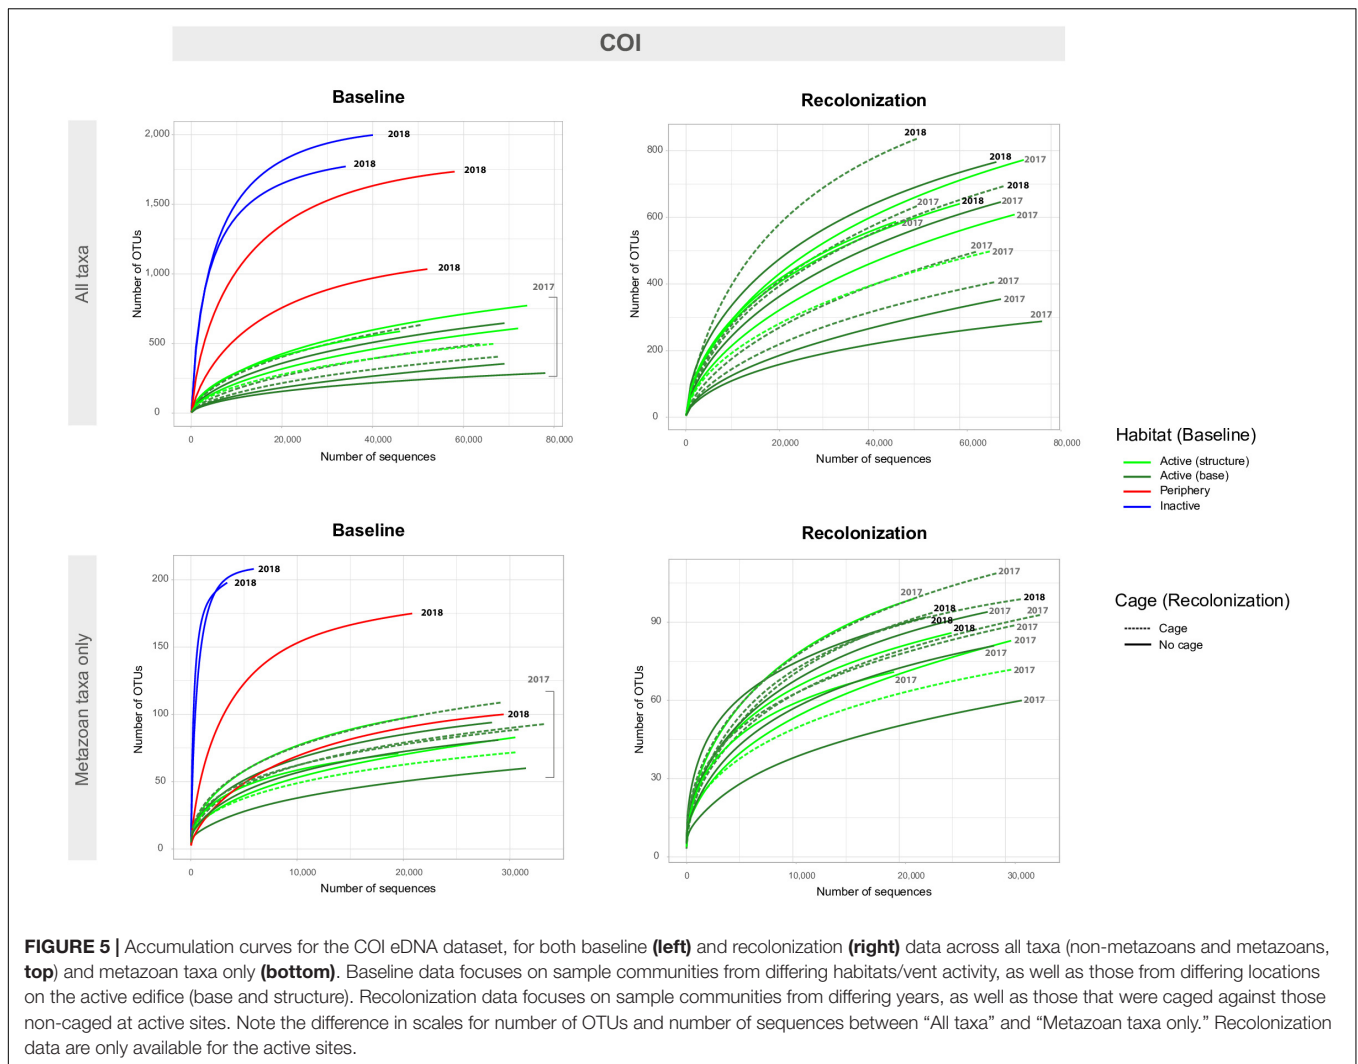 COI
Baseline
Recolonization
All taxa
Number of OTUs
2,000
1,500
1,000
500
0
2018
2018
2018
2018
2017
0
20,000
40,000
60,000
80,000
Number of sequences
Number of OTUs
800
600
400
200
0
2018
2018
2017
2018
2017
2018
2017
2017
2017
2017
2017
2017
2017
2017
0
20,000
40,000
60,000
80,000
Number of sequences
Habitat (Baseline)
Active (structure)
Active (base)
Periphery
Inactive
Baseline
Recolonization
Metazoan taxa only
Number of OTUs
200
150
100
50
0
2018
2018
2018
2017
2018
0
10,000
20,000
30,000
Number of sequences
Number of OTUs
90
60
30
0
2017
2017
2018
2018
2017
2017
2018
2018
2017
2017
2017
2017
2017
2017
0
10,000
20,000
30,000
Number of sequences
Cage (Recolonization)
Cage
No cage
FIGURE 5 | Accumulation curves for the COI eDNA dataset, for both baseline (left) and recolonization (right) data across all taxa (non-metazoans and metazoans,
top) and metazoan taxa only (bottom). Baseline data focuses on sample communities from differing habitats/vent activity, as well as those from differing locations
on the active edifice (base and structure). Recolonization data focuses on sample communities from differing years, as well as those that were caged against those
non-caged at active sites. Note the difference in scales for number of OTUs and number of sequences between “All taxa” and “Metazoan taxa only.” Recolonization
data are only available for the active sites.